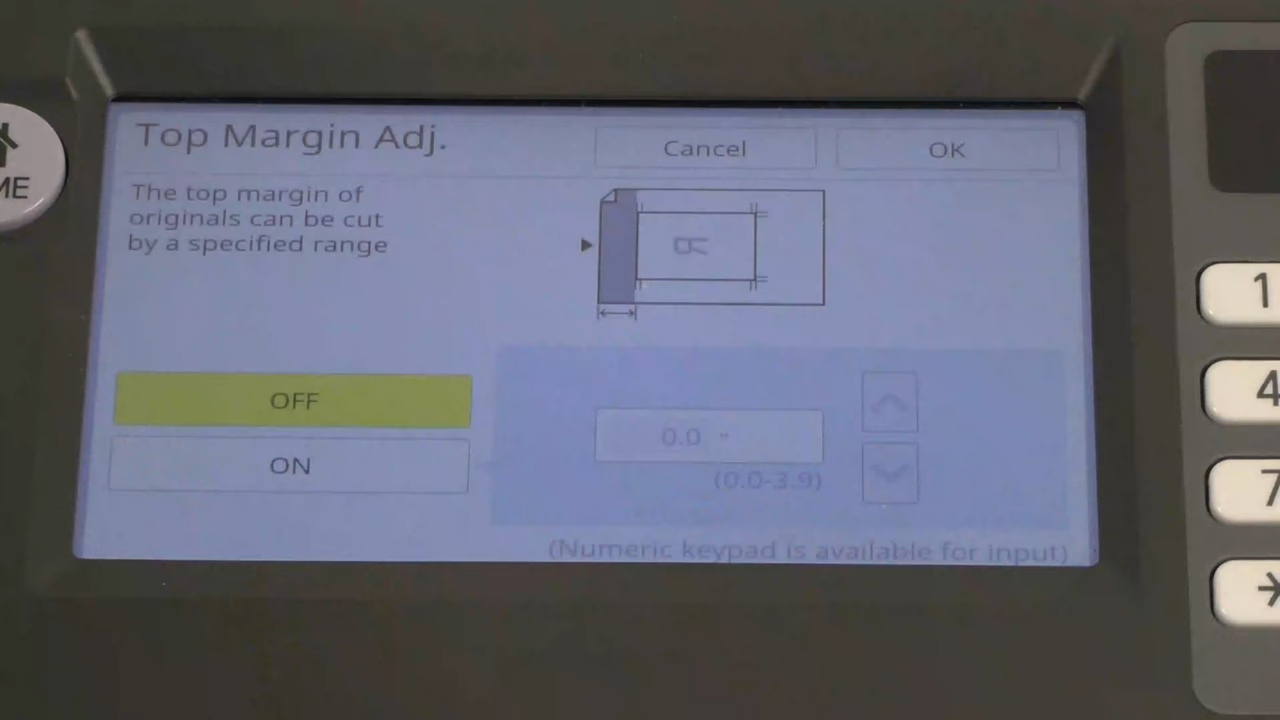 Top Margin Adj.
Cancel
OK
The top margin of
originals can be cut
by a specified range
R
OFF
ON
0.0 "
(0.0-3.9)
(Numeric keypad is available for input)
ME
1
4
7
*